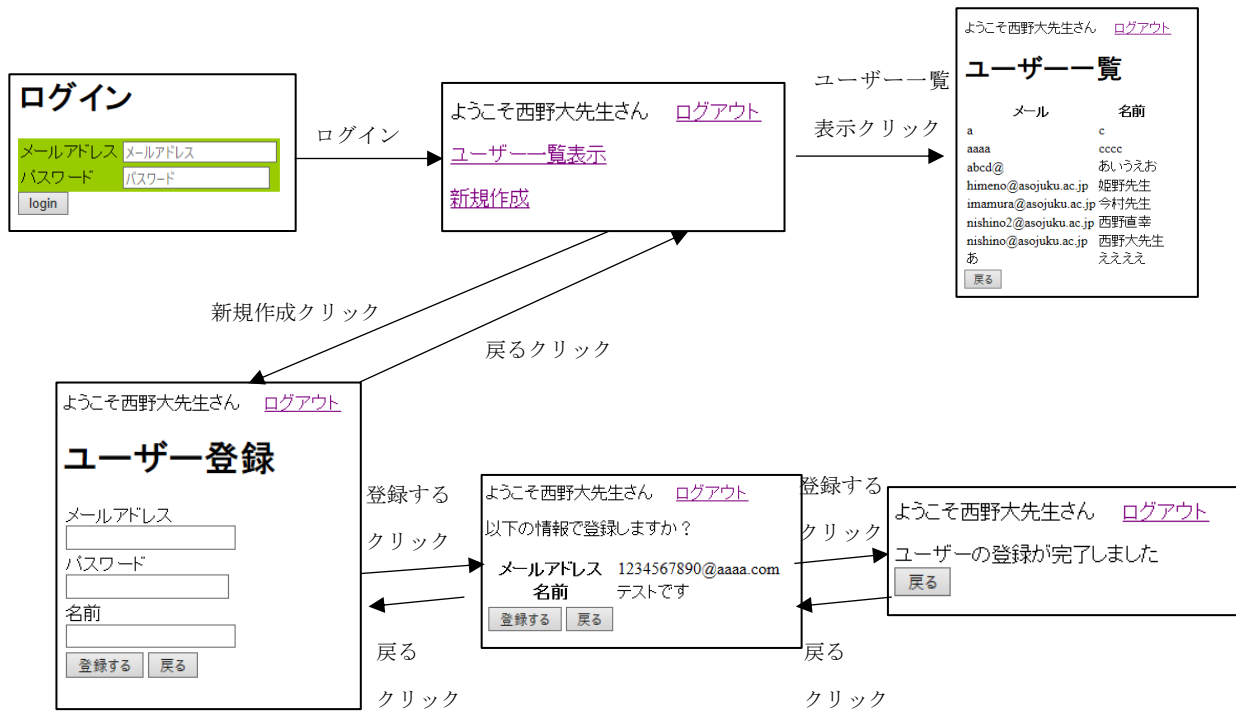 ログイン
メールアドレス メールアドレス
パスワード パスワード
login
ログイン
ようこそ西野大先生さん ログアウト
ユーザー一覧表示
新規作成
ユーザー一覧
表示クリック
ようこそ西野大先生さん ログアウト
ユーザー一覧
メール 名前
a c
aaaa cccc
abcd@ あいうえお
himeno@asojuku.ac.jp 姫野先生
imamura@asojuku.ac.jp 今村先生
nishino2@asojuku.ac.jp 西野直幸
nishino@asojuku.ac.jp 西野大先生
あ ええええ
戻る
新規作成クリック
戻るクリック
ようこそ西野大先生さん ログアウト
ユーザー登録
メールアドレス
パスワード
名前
登録する 戻る
登録する
クリック
戻る
クリック
ようこそ西野大先生さん ログアウト
以下の情報で登録しますか？
メールアドレス 1234567890@aaaa.com
名前 テストです
登録する 戻る
登録する
クリック
戻る
クリック
ようこそ西野大先生さん ログアウト
ユーザーの登録が完了しました
戻る